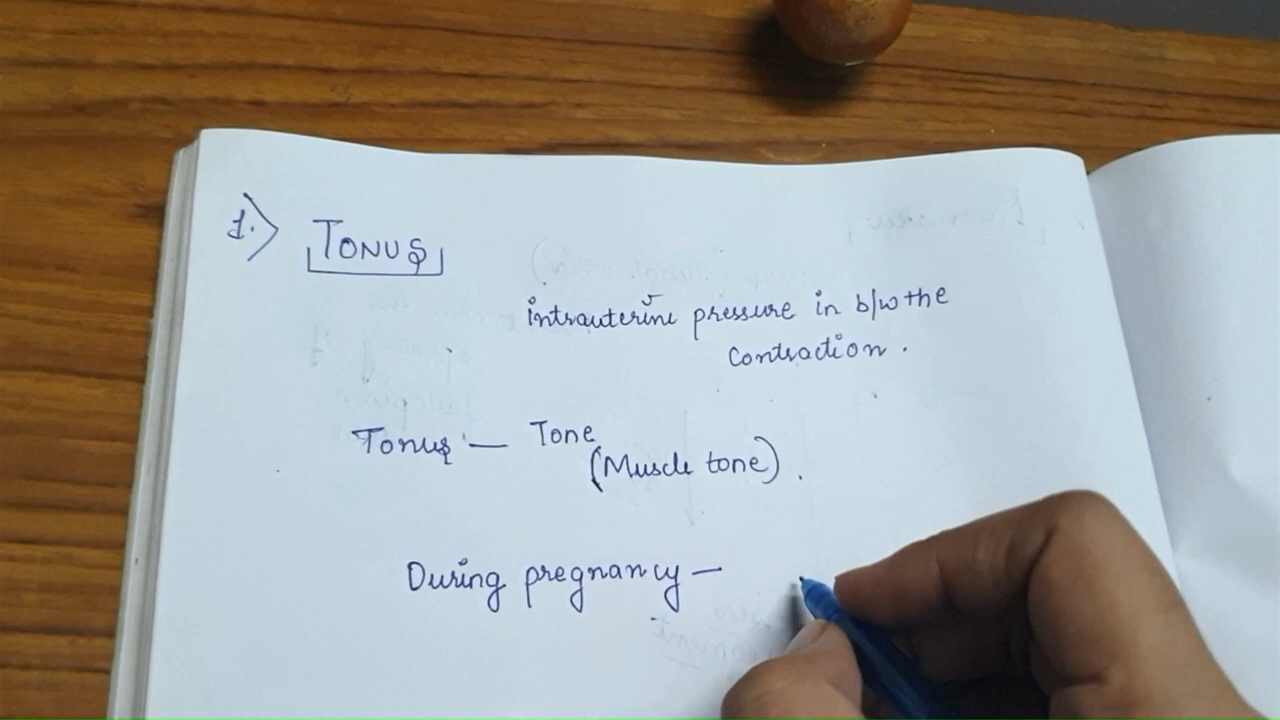 1.) TONUS
intrauterine pressure in b/w the
contraction.
Tonus — Tone
(Muscle tone).
During pregnancy —